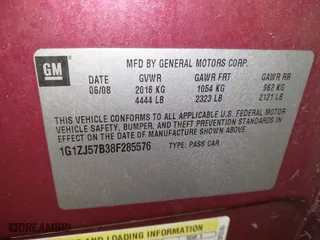 GM
MFD BY GENERAL MOTORS CORP.
DATE GVWR GAWR FRT GAWR RR
06/08 2016 KG 1054 KG 962 KG
4444 LB 2323 LB 2121 LB
THIS VEHICLE CONFORMS TO ALL APPLICABLE U.S. FEDERAL MOTOR
VEHICLE SAFETY, BUMPER, AND THEFT PREVENTION STANDARDS IN
EFFECT ON THE DATE OF MANUFACTURE SHOWN ABOVE.
1G1ZJ57B38F285576 TYPE: PASS CAR
AND LOADING INFORMATION
DREAMBID